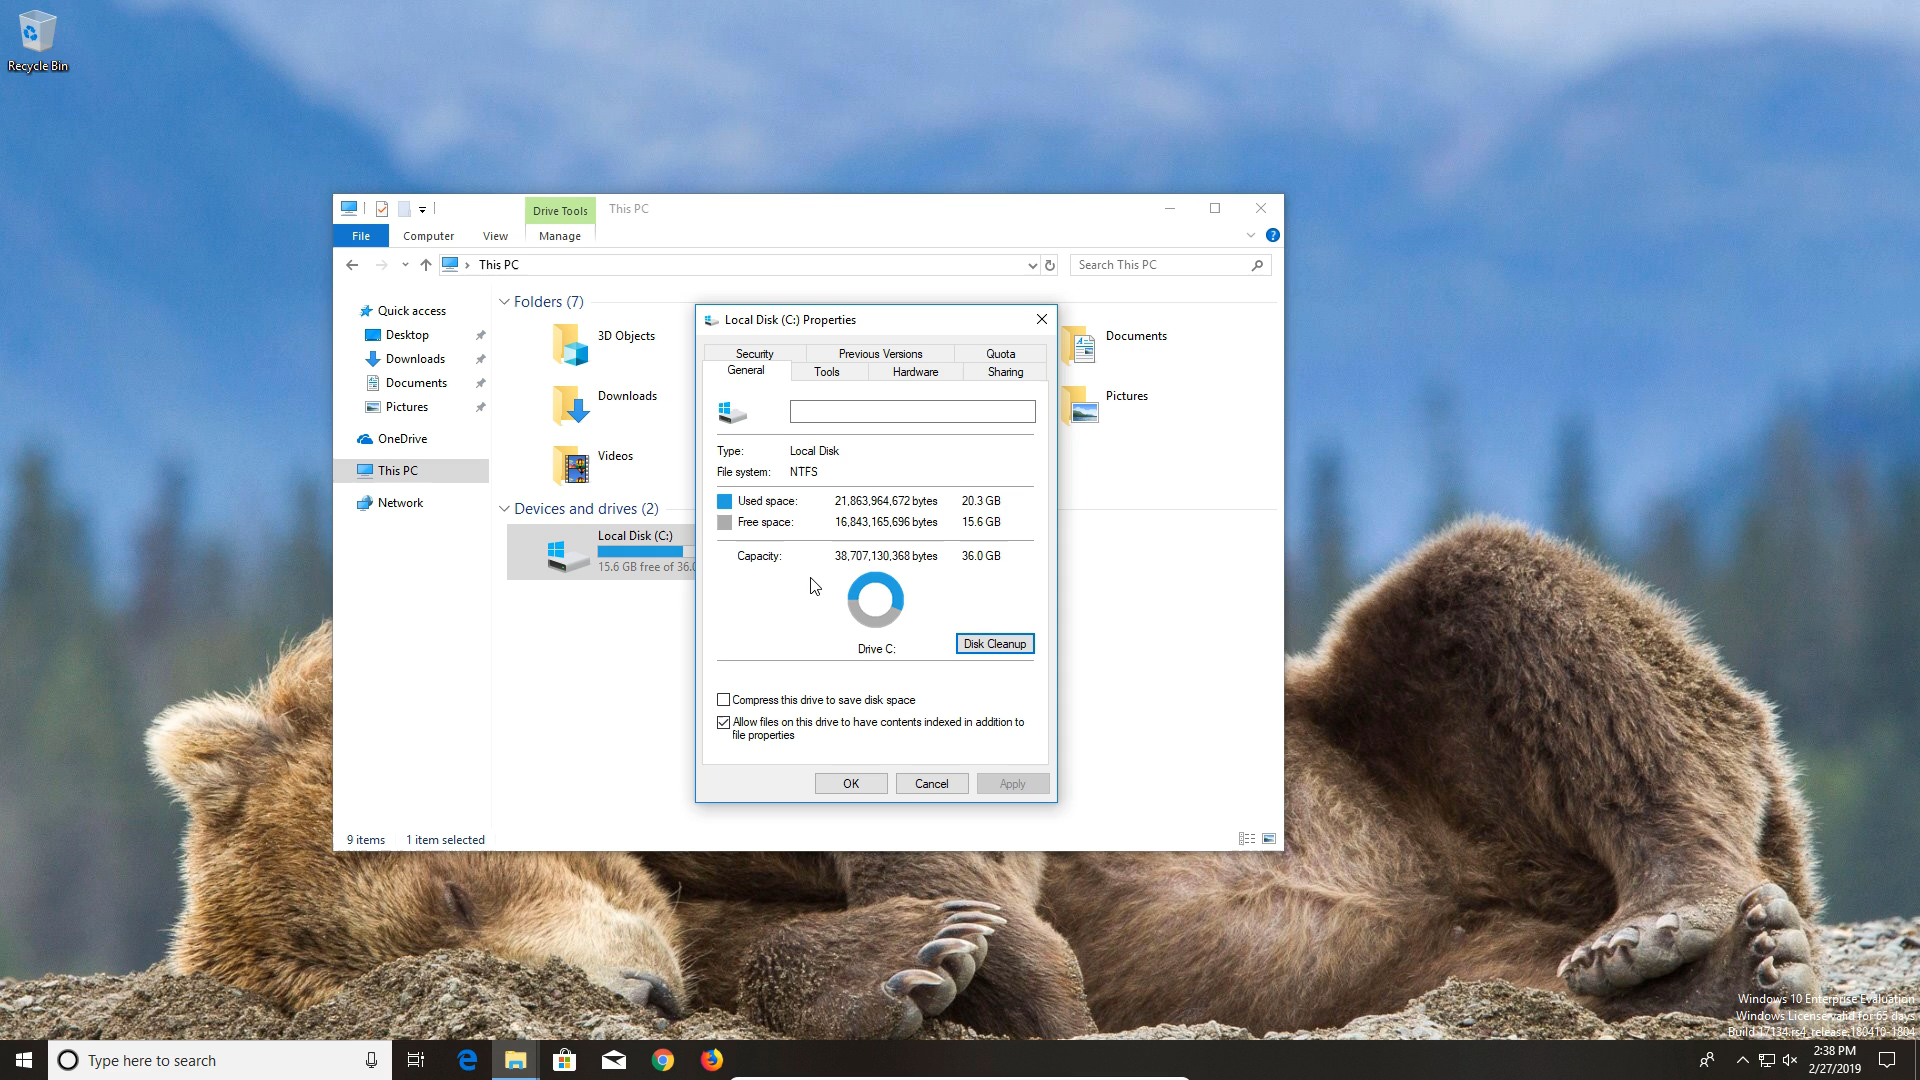 Recycle Bin
Drive Tools
This PC
File
Computer
View
Manage
This PC
Search This PC
Quick access
Desktop
Downloads
Documents
Pictures
OneDrive
This PC
Network
Folders (7)
3D Objects
Downloads
Videos
Documents
Pictures
Devices and drives (2)
Local Disk (C:)
15.6 GB free of 36.0
9 items
1 item selected
Local Disk (C:) Properties
Security
Previous Versions
Quota
General
Tools
Hardware
Sharing
Type: Local Disk
File system: NTFS
Used space: 21,863,964,672 bytes 20.3 GB
Free space: 16,843,165,696 bytes 15.6 GB
Capacity: 38,707,130,368 bytes 36.0 GB
Drive C:
Disk Cleanup
Compress this drive to save disk space
Allow files on this drive to have contents indexed in addition to
file properties
OK
Cancel
Apply
Windows 10 Enterprise Evaluation
Windows License valid for 65 days
Build 17134.rs4_release.180410-1804
Type here to search
2:38 PM
2/27/2019